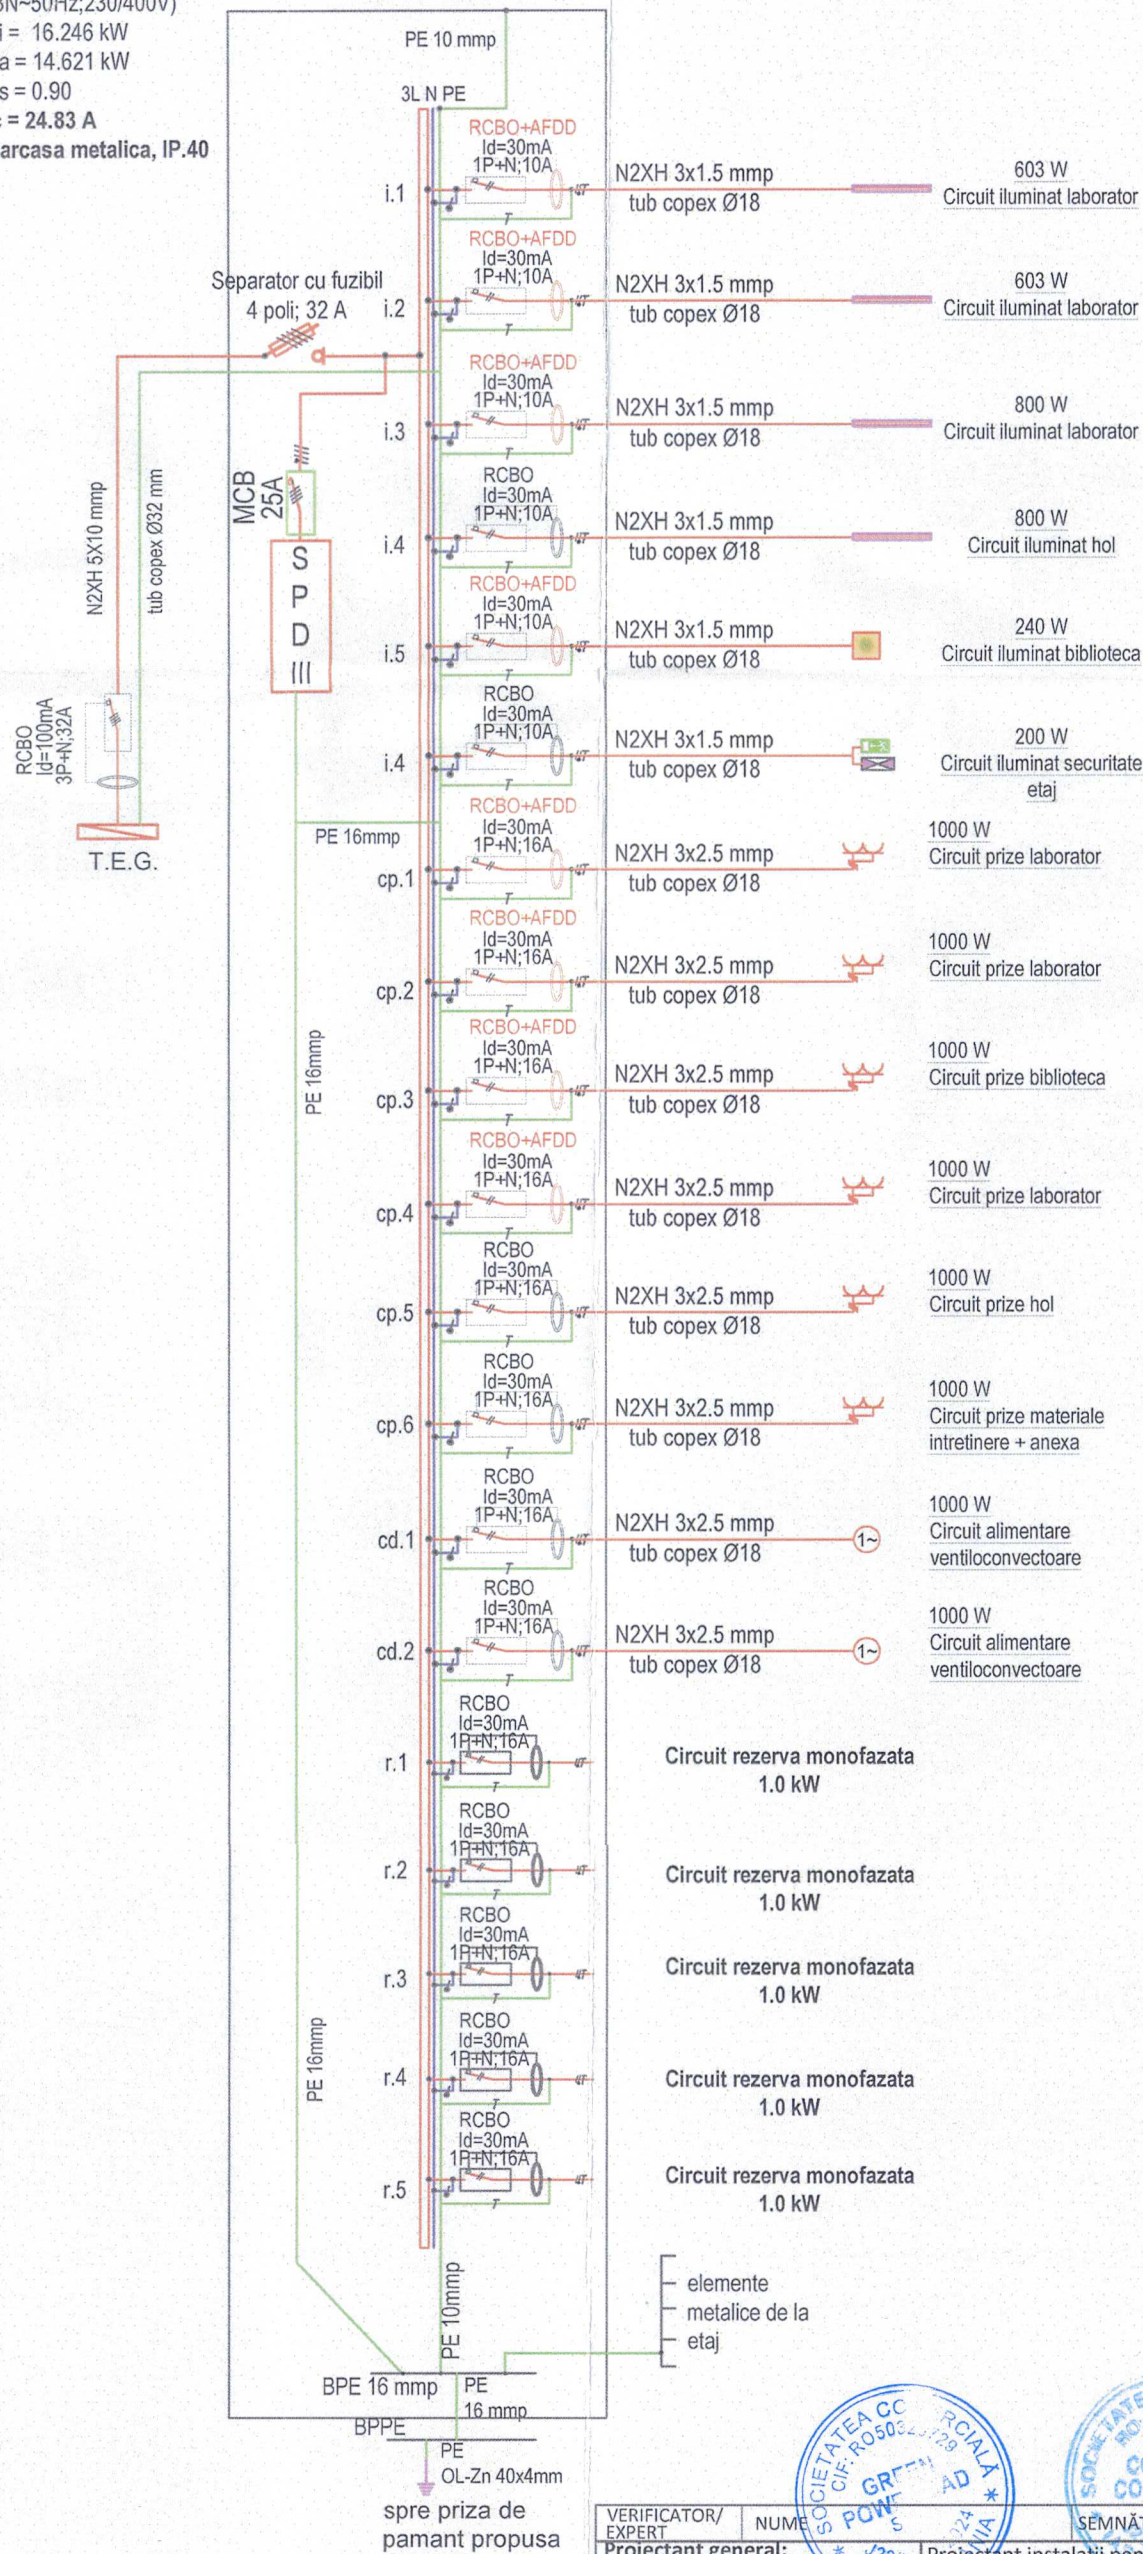 3N~50Hz;230/400V)
i = 16.246 kW
a = 14.621 kW
s = 0.90
= 24.83 A
arcasa metalica, IP.40
PE 10 mmp
3L N PE
RCBO+AFDD
Id=30mA
1P+N;10A
i.1
N2XH 3x1.5 mmp
tub copex Ø18
603 W
Circuit iluminat laborator
RCBO+AFDD
Id=30mA
1P+N;10A
i.2
N2XH 3x1.5 mmp
tub copex Ø18
603 W
Circuit iluminat laborator
Separator cu fuzibil
4 poli; 32 A
RCBO+AFDD
Id=30mA
1P+N;10A
i.3
N2XH 3x1.5 mmp
tub copex Ø18
800 W
Circuit iluminat laborator
MCB
25A
S
P
D
III
N2XH 5X10 mmp
tub copex Ø32 mm
RCBO
Id=30mA
1P+N;10A
i.4
N2XH 3x1.5 mmp
tub copex Ø18
800 W
Circuit iluminat hol
RCBO+AFDD
Id=30mA
1P+N;10A
i.5
N2XH 3x1.5 mmp
tub copex Ø18
240 W
Circuit iluminat biblioteca
RCBO
Id=100mA
3P+N;32A
T.E.G.
RCBO
Id=30mA
1P+N;10A
i.4
N2XH 3x1.5 mmp
tub copex Ø18
200 W
Circuit iluminat securitate
etaj
PE 16mmp
RCBO+AFDD
Id=30mA
1P+N;16A
cp.1
N2XH 3x2.5 mmp
tub copex Ø18
1000 W
Circuit prize laborator
RCBO+AFDD
Id=30mA
1P+N;16A
cp.2
N2XH 3x2.5 mmp
tub copex Ø18
1000 W
Circuit prize laborator
PE 16mmp
RCBO+AFDD
Id=30mA
1P+N;16A
cp.3
N2XH 3x2.5 mmp
tub copex Ø18
1000 W
Circuit prize biblioteca
RCBO+AFDD
Id=30mA
1P+N;16A
cp.4
N2XH 3x2.5 mmp
tub copex Ø18
1000 W
Circuit prize laborator
RCBO
Id=30mA
1P+N;16A
cp.5
N2XH 3x2.5 mmp
tub copex Ø18
1000 W
Circuit prize hol
RCBO
Id=30mA
1P+N;16A
cp.6
N2XH 3x2.5 mmp
tub copex Ø18
1000 W
Circuit prize materiale
intretinere + anexa
RCBO
Id=30mA
1P+N;16A
cd.1
N2XH 3x2.5 mmp
tub copex Ø18
1~
1000 W
Circuit alimentare
ventiloconvectoare
RCBO
Id=30mA
1P+N;16A
cd.2
N2XH 3x2.5 mmp
tub copex Ø18
1~
1000 W
Circuit alimentare
ventiloconvectoare
RCBO
Id=30mA
1P+N;16A
r.1
Circuit rezerva monofazata
1.0 kW
RCBO
Id=30mA
1P+N;16A
r.2
Circuit rezerva monofazata
1.0 kW
RCBO
Id=30mA
1P+N;16A
r.3
Circuit rezerva monofazata
1.0 kW
PE 16mmp
RCBO
Id=30mA
1P+N;16A
r.4
Circuit rezerva monofazata
1.0 kW
RCBO
Id=30mA
1P+N;16A
r.5
Circuit rezerva monofazata
1.0 kW
PE 10mmp
elemente
metalice de la
etaj
BPE 16 mmp
PE
16 mmp
BPPE
PE
OL-Zn 40x4mm
spre priza de
pamant propusa
SOCIETATEA COMERCIALĂ
VERIFICATOR/
EXPERT
NUME
SEMNĂT
Proiectant general:
Proiectant instalatii